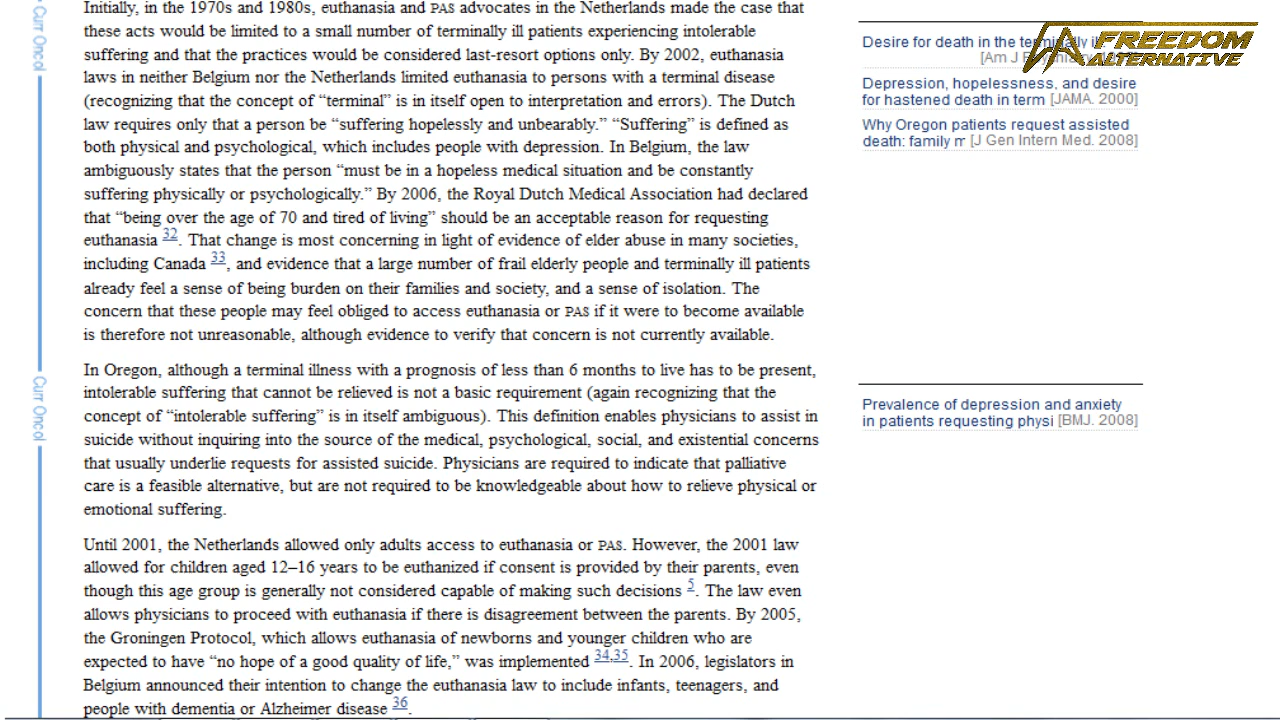 Initially, in the 1970s and 1980s, euthanasia and PAS advocates in the Netherlands made the case that
these acts would be limited to a small number of terminally ill patients experiencing intolerable
suffering and that the practices would be considered last-resort options only. By 2002, euthanasia
laws in neither Belgium nor the Netherlands limited euthanasia to persons with a terminal disease
(recognizing that the concept of “terminal” is in itself open to interpretation and errors). The Dutch
law requires only that a person be “suffering hopelessly and unbearably.” “Suffering” is defined as
both physical and psychological, which includes people with depression. In Belgium, the law
ambiguously states that the person “must be in a hopeless medical situation and be constantly
suffering physically or psychologically.” By 2006, the Royal Dutch Medical Association had declared
that “being over the age of 70 and tired of living” should be an acceptable reason for requesting
euthanasia 32. That change is most concerning in light of evidence of elder abuse in many societies,
including Canada 33, and evidence that a large number of frail elderly people and terminally ill patients
already feel a sense of being burden on their families and society, and a sense of isolation. The
concern that these people may feel obliged to access euthanasia or PAS if it were to become available
is therefore not unreasonable, although evidence to verify that concern is not currently available.
In Oregon, although a terminal illness with a prognosis of less than 6 months to live has to be present,
intolerable suffering that cannot be relieved is not a basic requirement (again recognizing that the
concept of “intolerable suffering” is in itself ambiguous). This definition enables physicians to assist in
suicide without inquiring into the source of the medical, psychological, social, and existential concerns
that usually underlie requests for assisted suicide. Physicians are required to indicate that palliative
care is a feasible alternative, but are not required to be knowledgeable about how to relieve physical or
emotional suffering.
Until 2001, the Netherlands allowed only adults access to euthanasia or PAS. However, the 2001 law
allowed for children aged 12–16 years to be euthanized if consent is provided by their parents, even
though this age group is generally not considered capable of making such decisions 5. The law even
allows physicians to proceed with euthanasia if there is disagreement between the parents. By 2005,
the Groningen Protocol, which allows euthanasia of newborns and younger children who are
expected to have “no hope of a good quality of life,” was implemented 34,35. In 2006, legislators in
Belgium announced their intention to change the euthanasia law to include infants, teenagers, and
people with dementia or Alzheimer disease 36.
Curr Oncol
Curr Oncol
Desire for death in the terminally
[Am J
Depression, hopelessness, and desire
for hastened death in term [JAMA. 2000]
Why Oregon patients request assisted
death: family m [J Gen Intern Med. 2008]
Prevalence of depression and anxiety
in patients requesting physi [BMJ. 2008]
FREEDOM
ALTERNATIVE